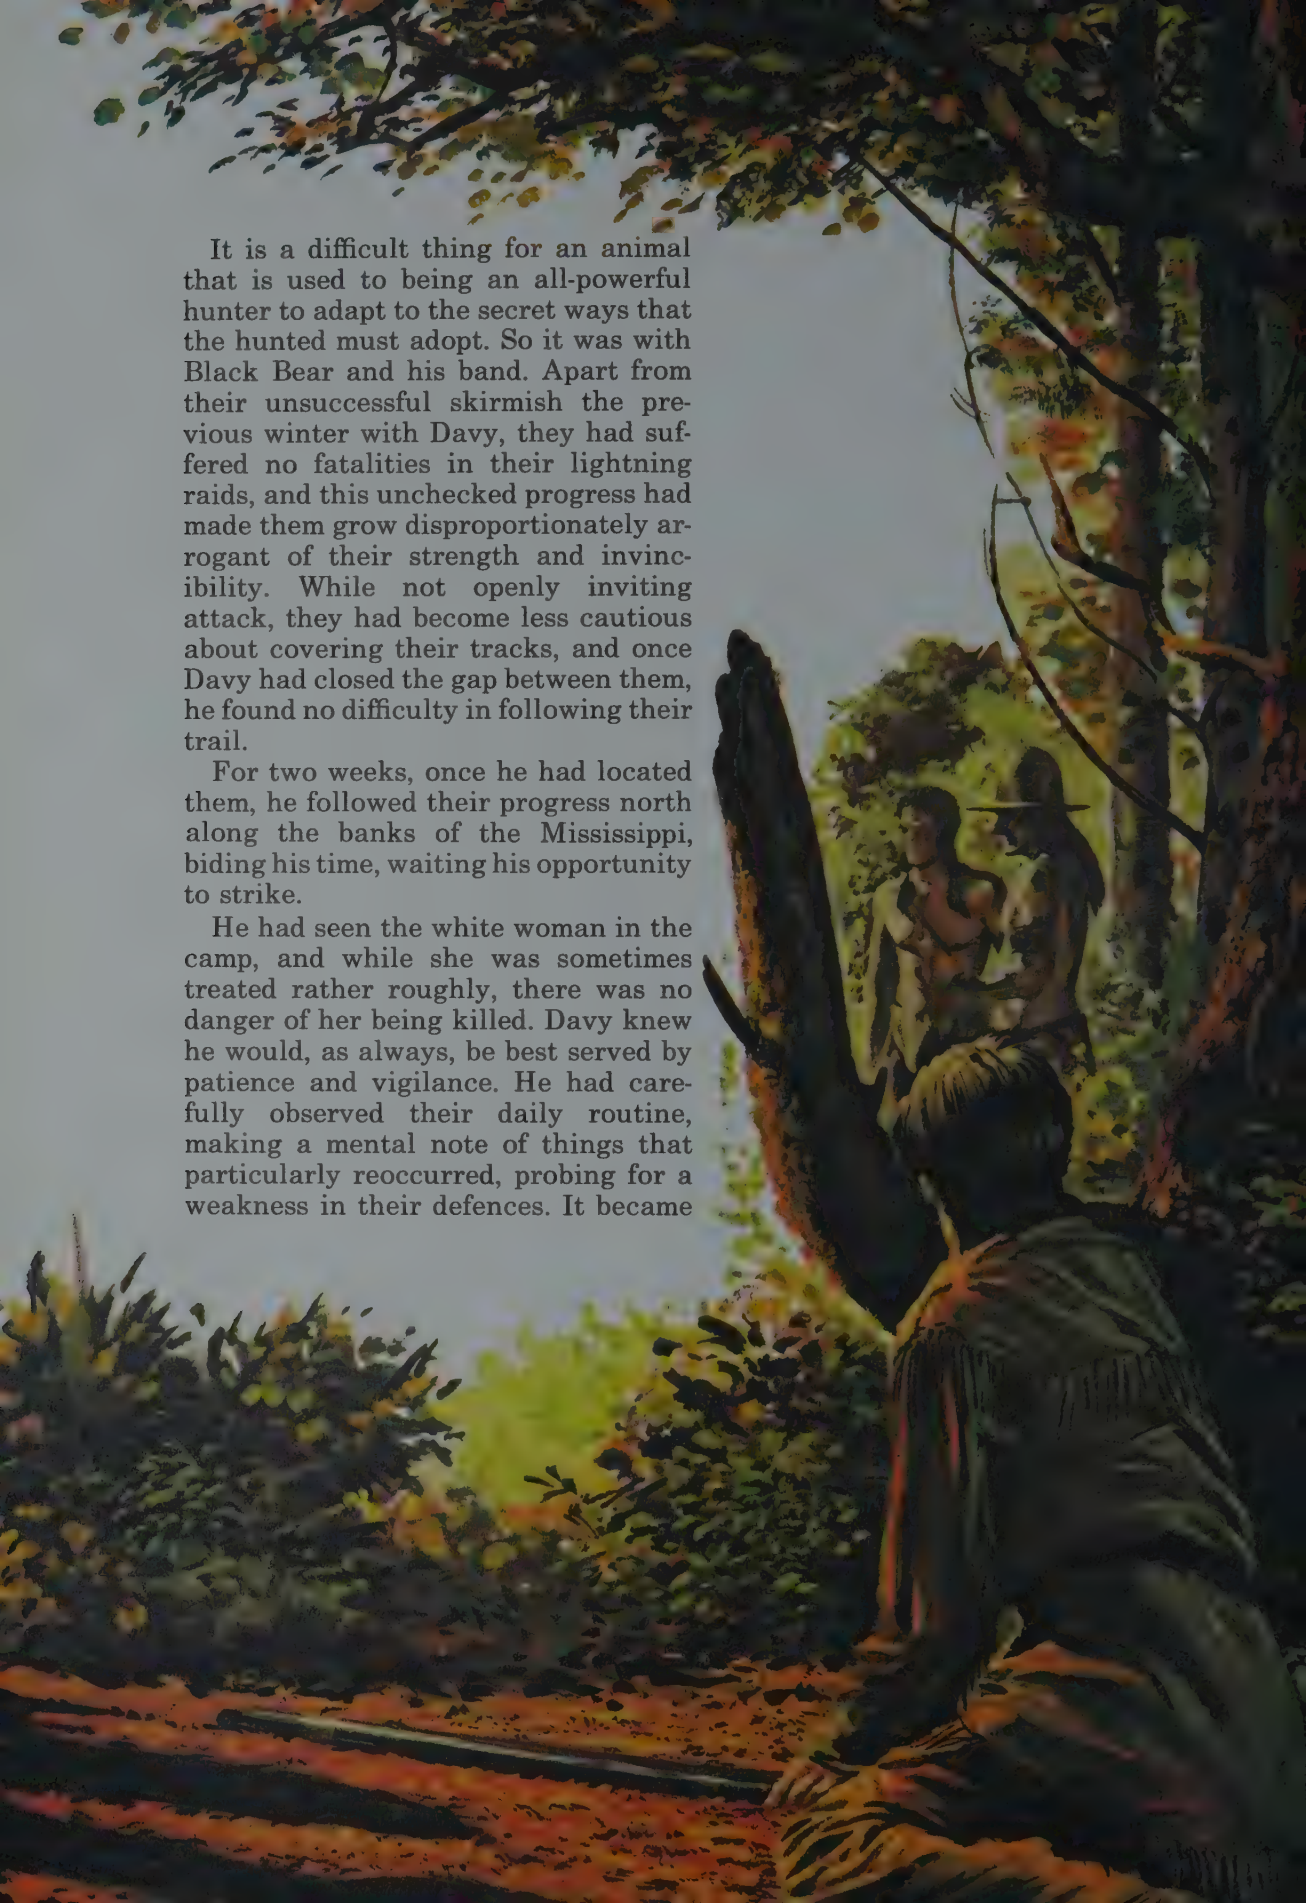 It is a difficult thing for an animal
that is used to being an all-powerful
hunter to adapt to the secret ways that
the hunted must adopt. So it was with
Black Bear and his band. Apart from
their unsuccessful skirmish the pre-
vious winter with Davy, they had suf-
fered no fatalities in their lightning
raids, and this unchecked progress had
made them grow disproportionately ar-
rogant of their strength and invinc-
ibility. While not openly inviting
attack, they had become less cautious
about covering their tracks, and once
Davy had closed the gap between them,
he found no difficulty in following their
trail.
For two weeks, once he had located
them, he followed their progress north
along the banks of the Mississippi,
biding his time, waiting his opportunity
to strike.
He had seen the white woman in the
camp, and while she was sometimes
treated rather roughly, there was no
danger of her being killed. Davy knew
he would, as always, be best served by
patience and vigilance. He had care-
fully observed their daily routine,
making a mental note of things that
particularly reoccurred, probing for a
weakness in their defences. It became